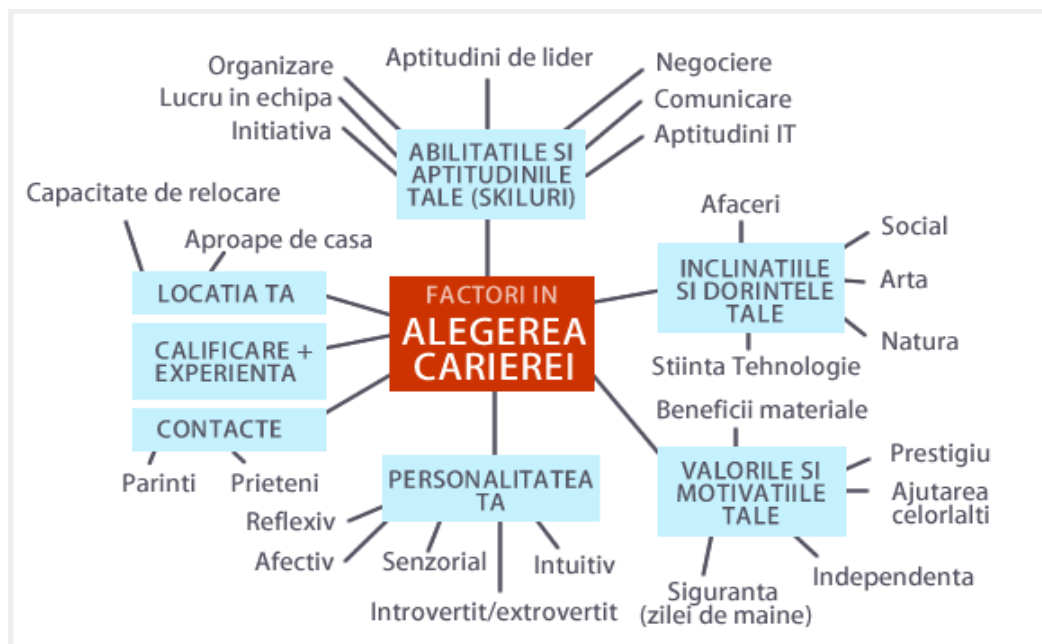 Aptitudini de lider
Organizare
Lucru in echipa
Initiativa
Negociere
Comunicare
Aptitudini IT
ABILITATILE SI
APTITUDINILE
TALE (SKILURI)
Capacitate de relocare
Aproape de casa
LOCATIA TA
CALIFICARE +
EXPERIENTA
CONTACTE
Parinti
Prieteni
FACTORI IN
ALEGEREA
CARIEREI
Afaceri
Social
Arta
Natura
INCLINATIILE
SI DORINTELE
TALE
Stiinta Tehnologie
Beneficii materiale
Prestigiu
Ajutarea
celorlalti
VALORILE SI
MOTIVATIILE
TALE
Independenta
Siguranta
(zilei de maine)
PERSONALITATEA
TA
Reflexiv
Afectiv
Senzorial
Intuitiv
Introvertit/extrovertit